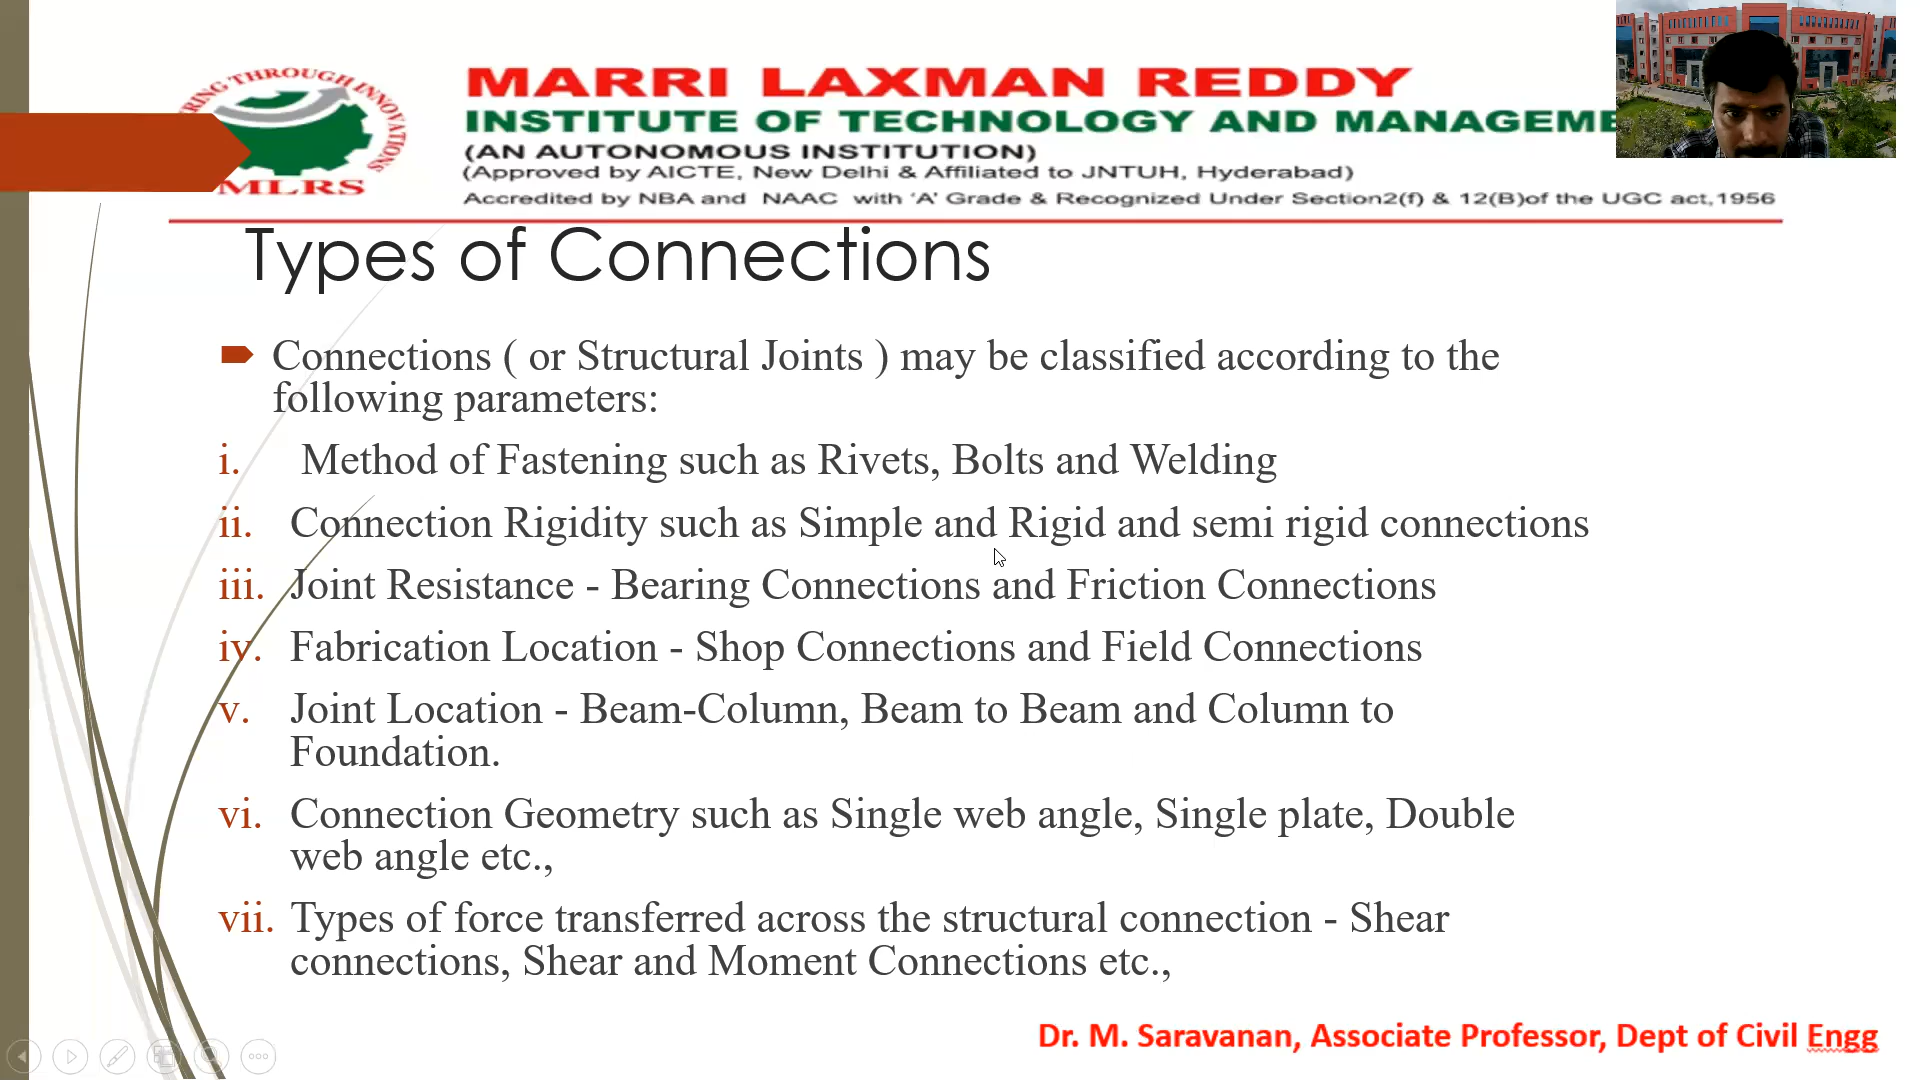 RING THROUGH INNOVATIONS
MLRS
MARRI LAXMAN REDDY
INSTITUTE OF TECHNOLOGY AND MANAGEME
(AN AUTONOMOUS INSTITUTION)
(Approved by AICTE, New Delhi & Affiliated to JNTUH, Hyderabad)
Accredited by NBA and NAAC with ‘A’ Grade & Recognized Under Section2(f) & 12(B)of the UGC act,1956
Types of Connections
Connections ( or Structural Joints ) may be classified according to the
following parameters:
i. Method of Fastening such as Rivets, Bolts and Welding
ii. Connection Rigidity such as Simple and Rigid and semi rigid connections
iii. Joint Resistance - Bearing Connections and Friction Connections
iv. Fabrication Location - Shop Connections and Field Connections
v. Joint Location - Beam-Column, Beam to Beam and Column to
Foundation.
vi. Connection Geometry such as Single web angle, Single plate, Double
web angle etc.,
vii. Types of force transferred across the structural connection - Shear
connections, Shear and Moment Connections etc.,
Dr. M. Saravanan, Associate Professor, Dept of Civil Engg